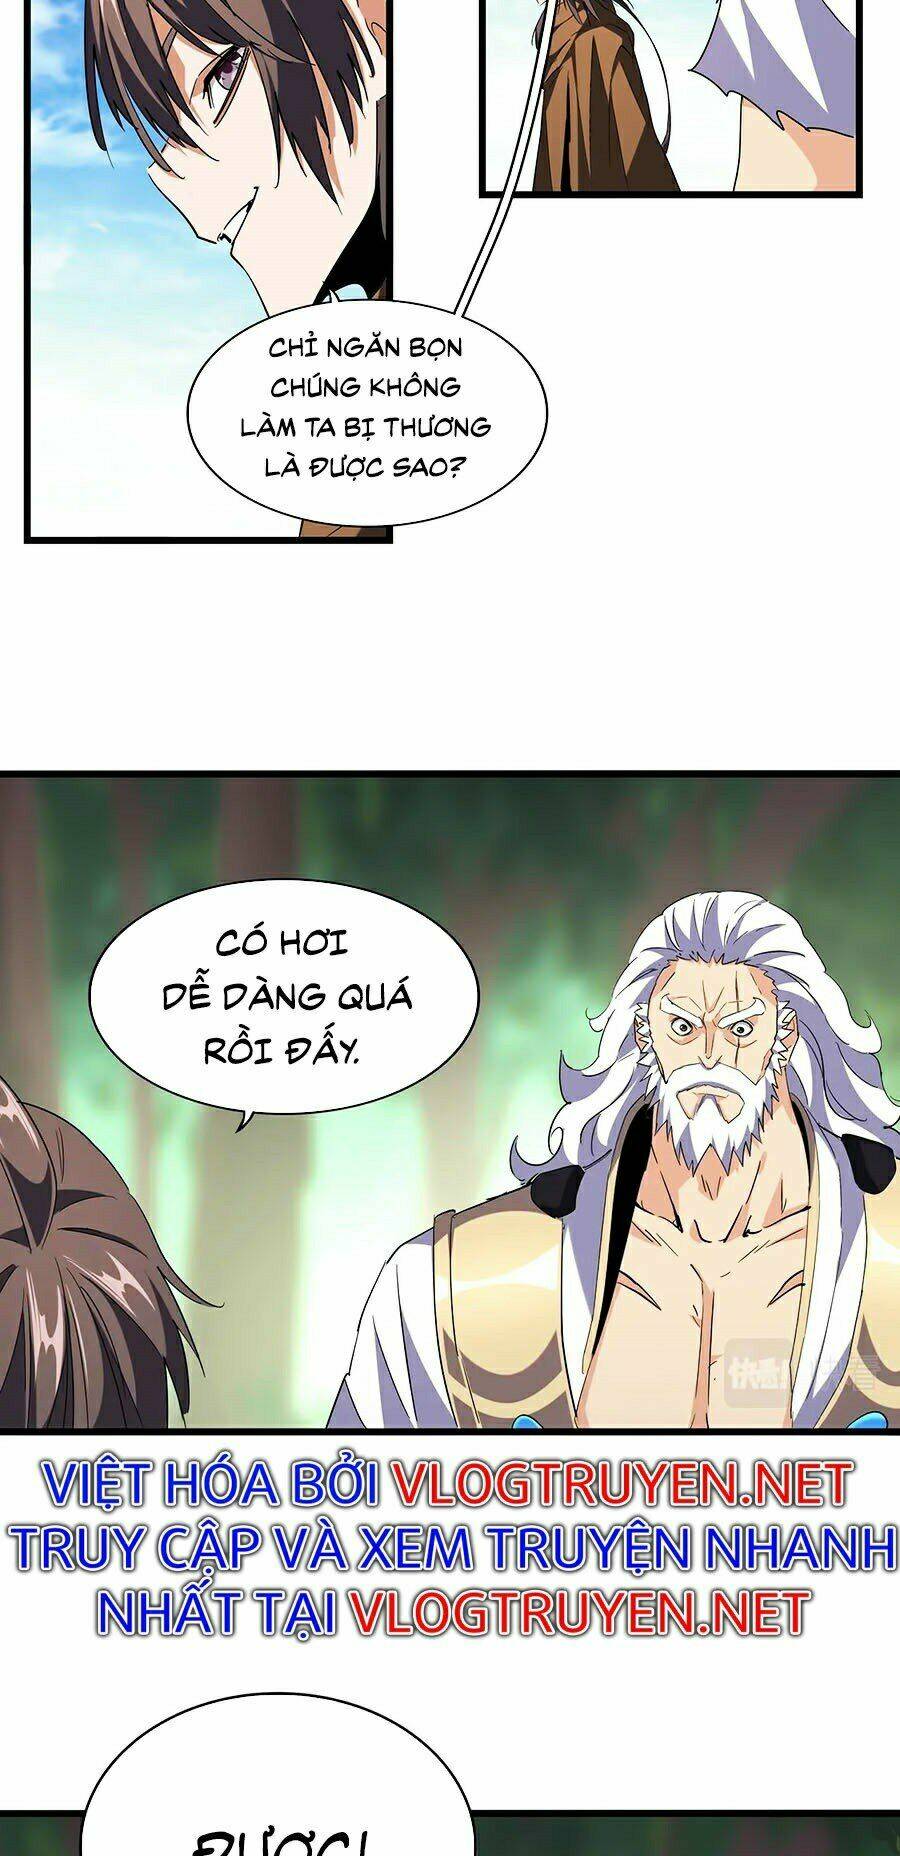 CHỈ NGĂN BỌN
CHÚNG KHÔNG
LÀM TA BỊ THƯƠNG
LÀ ĐƯỢC SAO?
CÓ HƠI
DỄ DÀNG QUÁ
RỒI ĐẤY.
VIỆT HÓA BỞI VLOGTRUYEN.NET
TRUY CẬP VÀ XEM TRUYỆN NHANH
NHẤT TẠI VLOGTRUYEN.NET